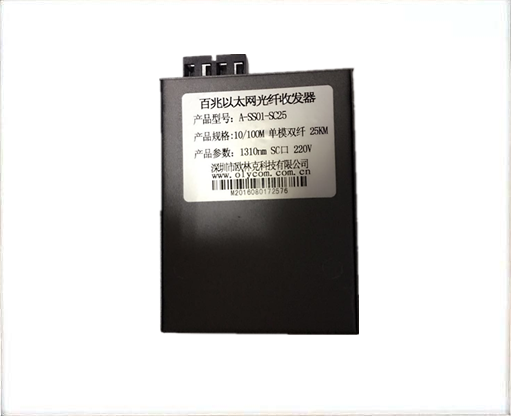 百兆以太网光纤收发器
产品型号: A-SS01-SC25
产品规格:10/100M 单模双纤 25KM
产品参数: 1310nm SC口 220V
深圳市欧林克科技有限公司
www.olycom.com.cn
M2016080172576